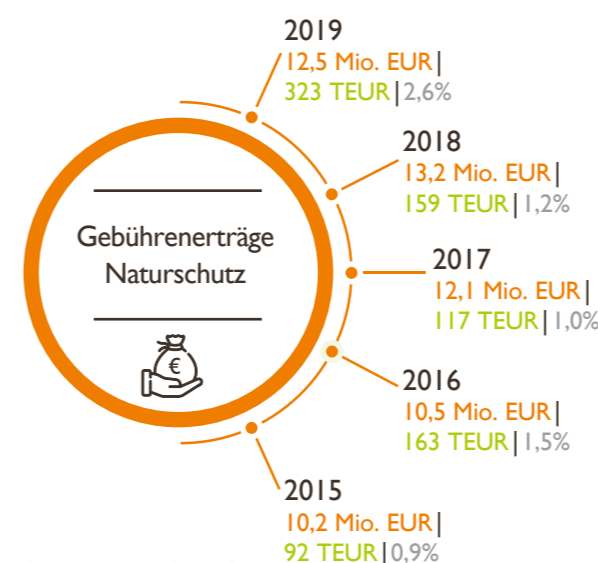 2019
12,5 Mio. EUR|
323 TEUR|2,6%
2018
13,2 Mio. EUR|
159 TEUR|1,2%
Gebührenerträge
Naturschutz
€
2017
12,1 Mio. EUR|
117 TEUR|1,0%
2016
10,5 Mio. EUR|
163 TEUR|1,5%
2015
10,2 Mio. EUR|
92 TEUR|0,9%